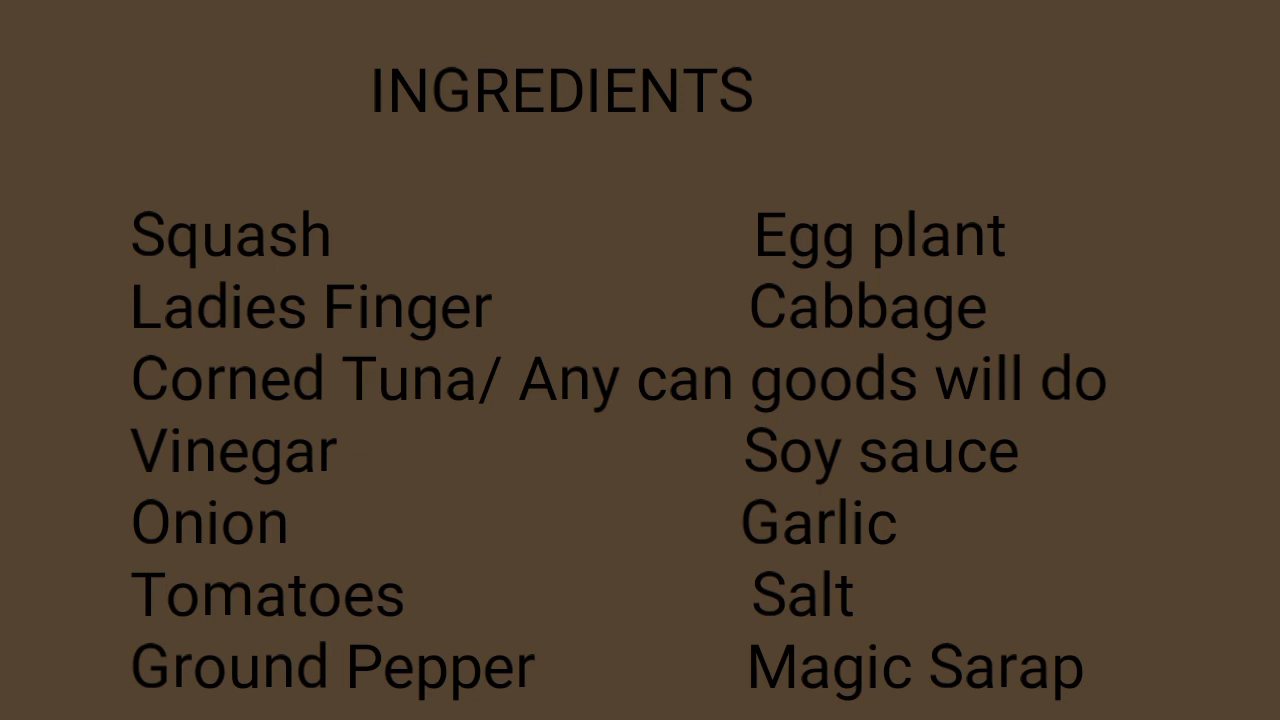 INGREDIENTS
Squash Egg plant
Ladies Finger Cabbage
Corned Tuna/ Any can goods will do
Vinegar Soy sauce
Onion Garlic
Tomatoes Salt
Ground Pepper Magic Sarap